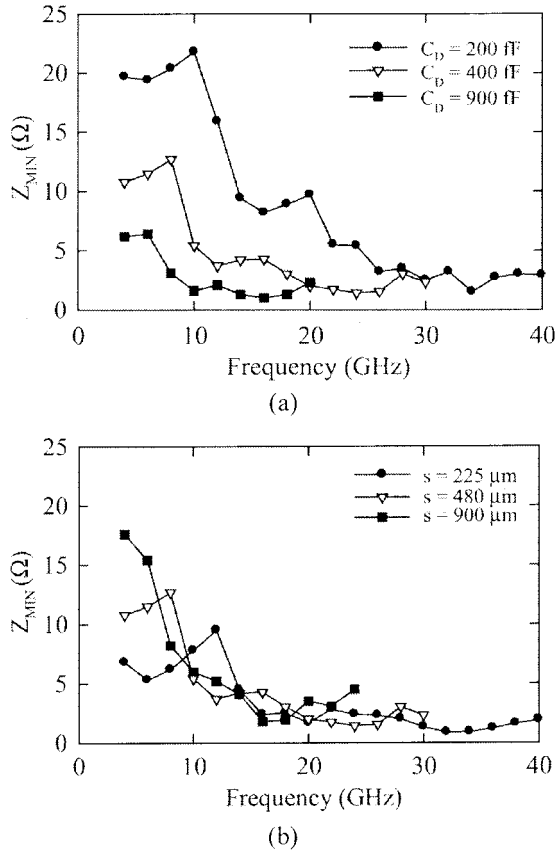 25
20
15
10
5
0
Z_MIN (Ω)
C_D = 200 fF
C_D = 400 fF
C_D = 900 fF
0 10 20 30 40
Frequency (GHz)
(a)
25
20
15
10
5
0
Z_MIN (Ω)
s = 225 μm
s = 480 μm
s = 900 μm
0 10 20 30 40
Frequency (GHz)
(b)